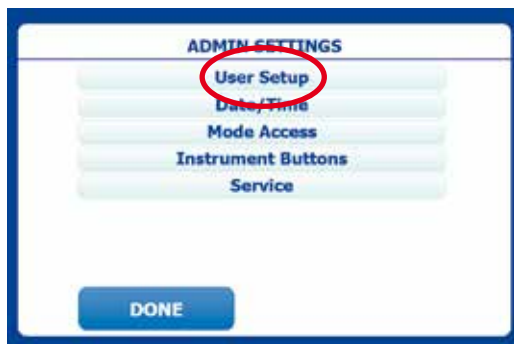 ADMIN SETTINGS
User Setup
Date/Time
Mode Access
Instrument Buttons
Service
DONE